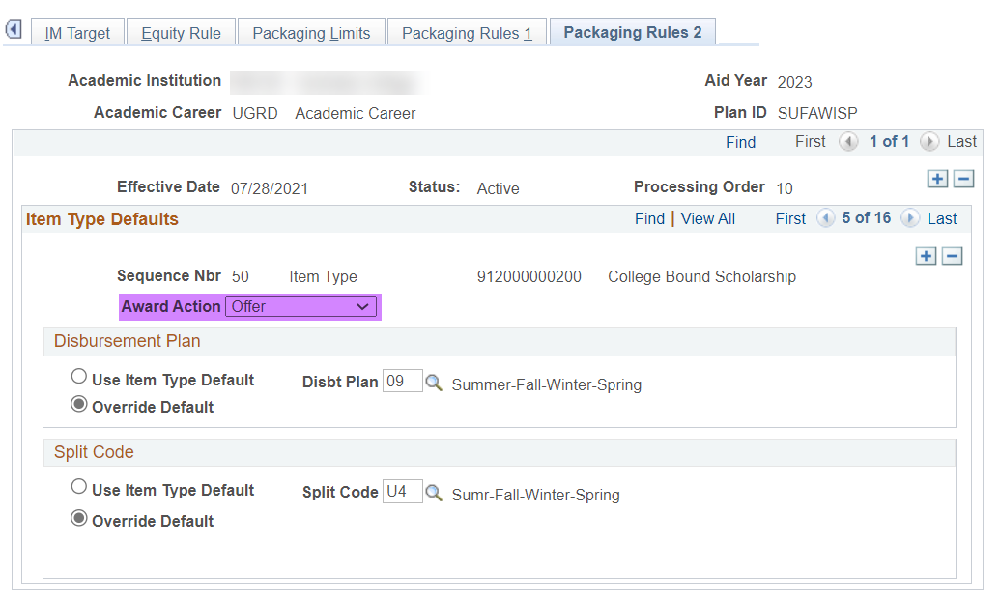 IM Target Equity Rule Packaging Limits Packaging Rules 1 Packaging Rules 2
Academic Institution Aid Year 2023
Academic Career UGRD Academic Career Plan ID SUFAWISP
Find First 1 of 1 Last
Effective Date 07/28/2021 Status: Active Processing Order 10
Item Type Defaults Find | View All First 5 of 16 Last
Sequence Nbr 50 Item Type 912000000200 College Bound Scholarship
Award Action Offer
Disbursement Plan
Use Item Type Default Disbt Plan 09 Summer-Fall-Winter-Spring
Override Default
Split Code
Use Item Type Default Split Code U4 Sumr-Fall-Winter-Spring
Override Default